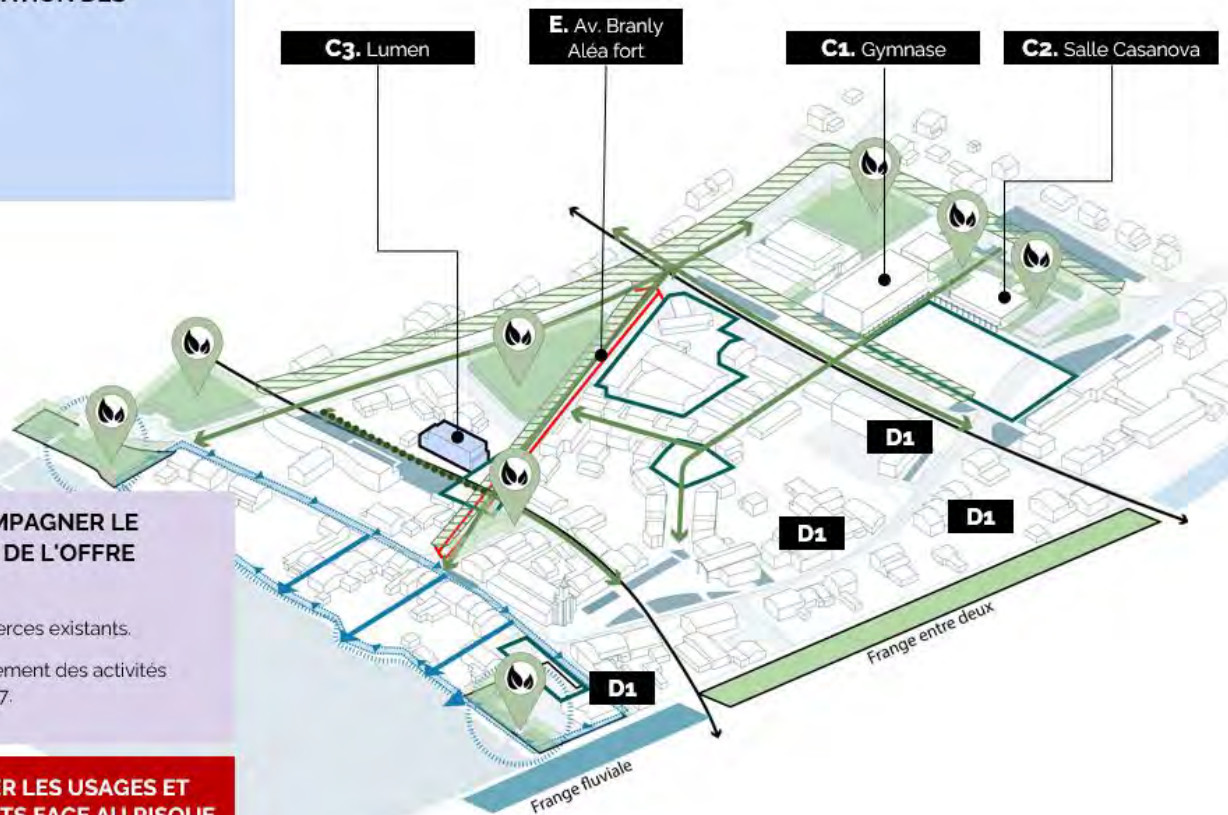 C3. Lumen
E. Av. Branly
Aléa fort
C1. Gymnase
C2. Salle Casanova
D1
D1
D1
D1
Frange entre deux
Frange fluviale
MPAGNER LE
DE L'OFFRE
erces existants.
ement des activités
7.
ER LES USAGES ET